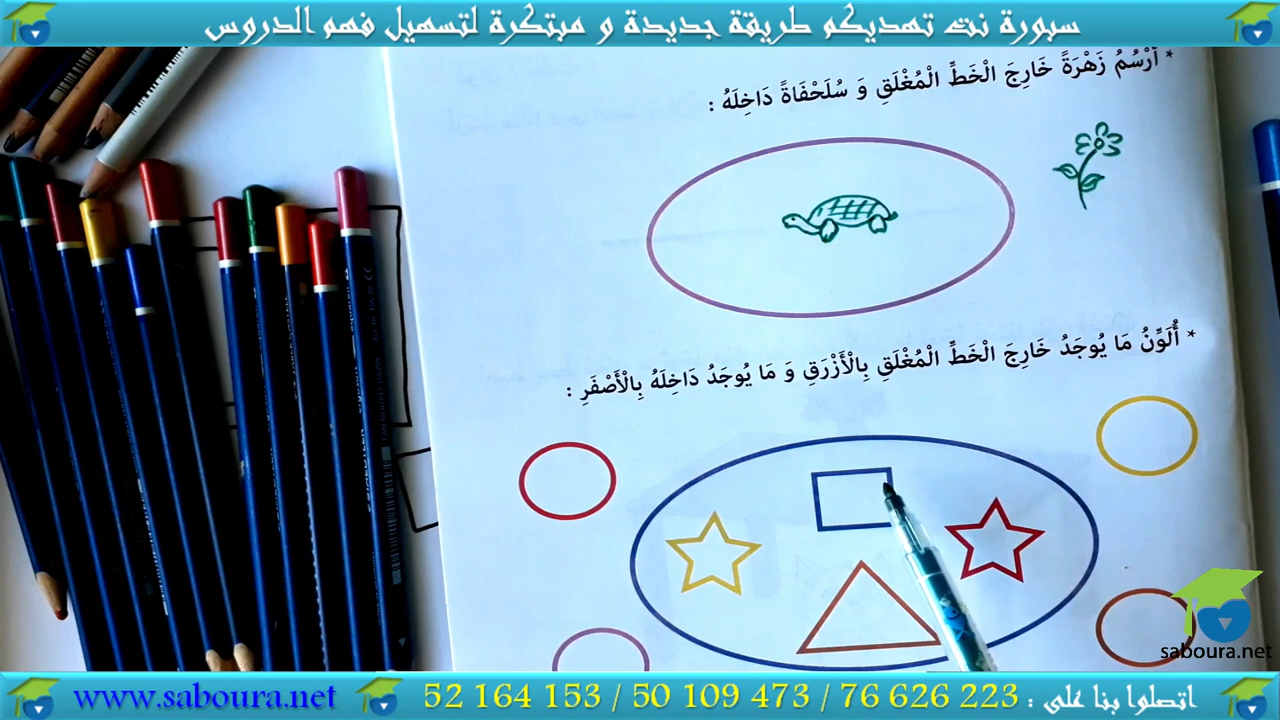 سبورة نت تهديكم طريقة جديدة و مبتكرة لتسهيل فهم الدروس
* أَرْسُمُ زَهْرَةً خَارِجَ الْخَطِّ الْمُغْلَقِ وَ سُلَحْفَاةً دَاخِلَهُ :
* أُلَوِّنُ مَا يُوجَدُ خَارِجَ الْخَطِّ الْمُغْلَقِ بِالْأَزْرَقِ وَ مَا يُوجَدُ دَاخِلَهُ بِالْأَصْفَرِ :
saboura.net
www.saboura.net اتصلوا بنا على : 76 626 223 / 50 109 473 / 52 164 153